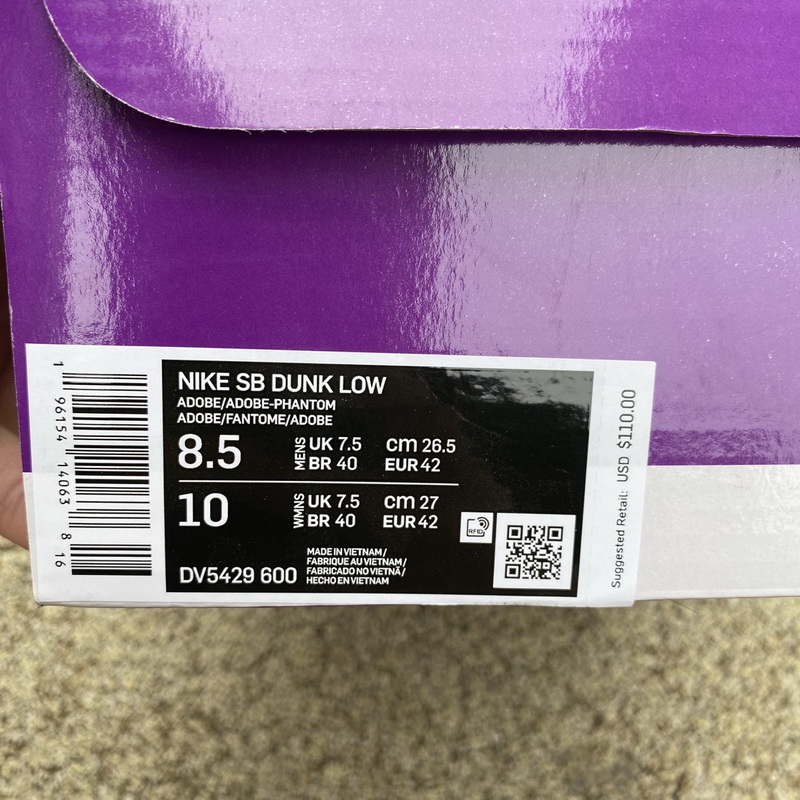 NIKE SB DUNK LOW
ADOBE/ADOBE-PHANTOM
ADOBE/FANTOME/ADOBE
8.5 MENS UK 7.5 cm 26.5
BR 40 EUR 42
10 WMNS UK 7.5 cm 27
BR 40 EUR 42
RFID
DV5429 600
MADE IN VIETNAM/
FABRIQUE AU VIETNAM/
FABRICADO NO VIETNÃ/
HECHO EN VIETNAM
1 96154 14063 8 16
Suggested Retail: USD $110.00